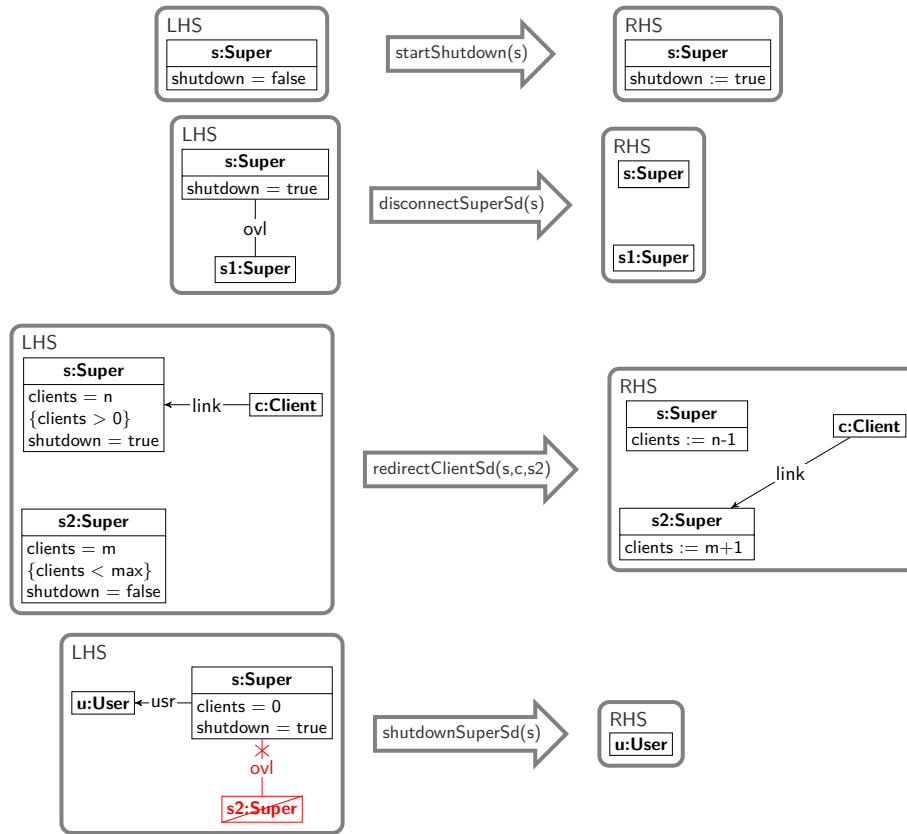 LHS
s:Super
shutdown = false
startShutdown(s)
RHS
s:Super
shutdown := true
LHS
s:Super
shutdown = true
ovl
s1:Super
disconnectSuperSd(s)
RHS
s:Super
s1:Super
LHS
s:Super
clients = n
{clients > 0}
shutdown = true
link
c:Client
s2:Super
clients = m
{clients < max}
shutdown = false
redirectClientSd(s,c,s2)
RHS
s:Super
clients := n-1
c:Client
link
s2:Super
clients := m+1
LHS
u:User
usr
s:Super
clients = 0
shutdown = true
ovl
s2:Super
shutdownSuperSd(s)
RHS
u:User